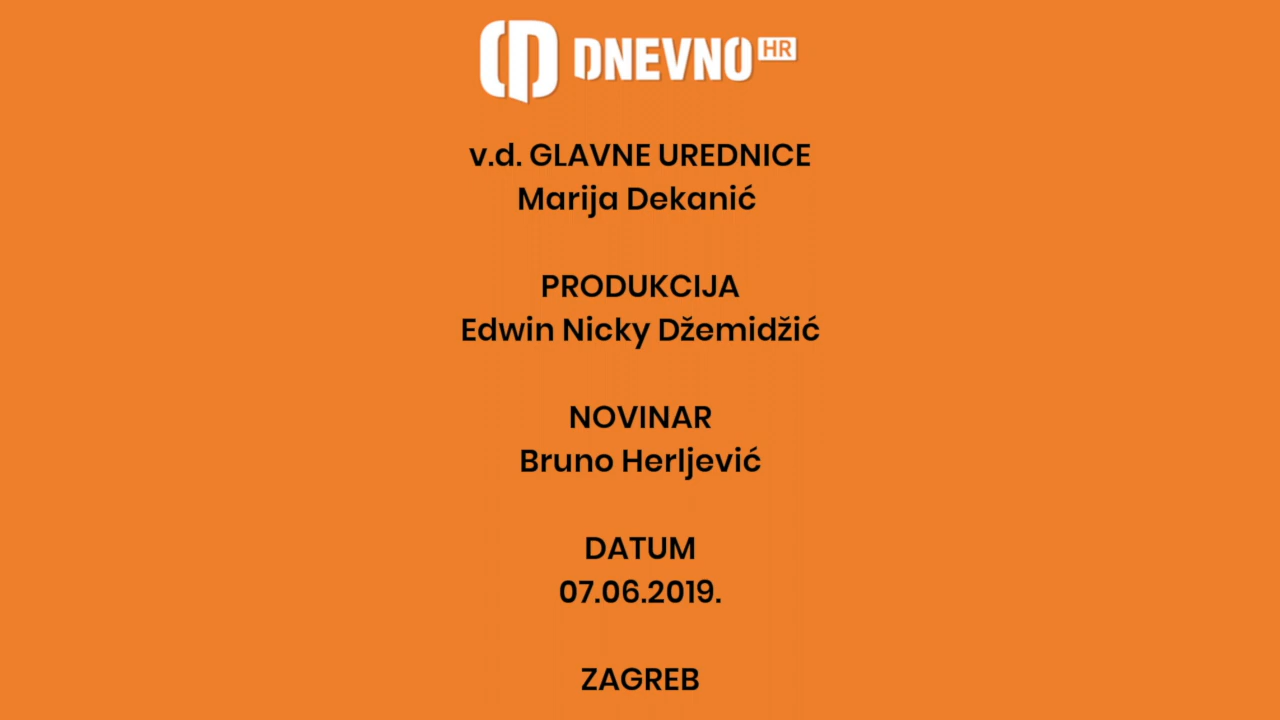 DNEVNO HR
v.d. GLAVNE UREDNICE
Marija Dekanić
PRODUKCIJA
Edwin Nicky Džemidžić
NOVINAR
Bruno Herljević
DATUM
07.06.2019.
ZAGREB